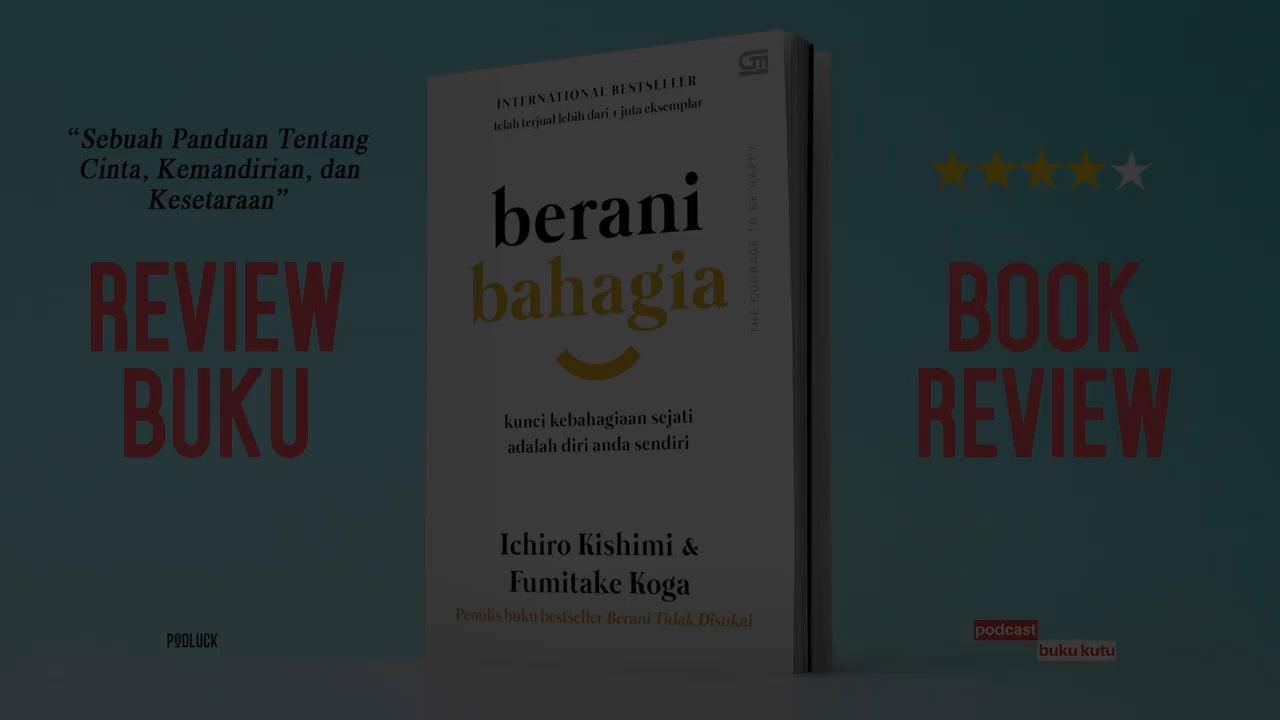 “Sebuah Panduan Tentang
Cinta, Kemandirian, dan
Kesetaraan”
REVIEW
BUKU
PODLUCK
INTERNATIONAL BESTSELLER
telah terjual lebih dari 1 juta eksemplar
berani
bahagia
THE COURAGE TO BE HAPPY
kunci kebahagiaan sejati
adalah diri anda sendiri
Ichiro Kishimi &
Fumitake Koga
Penulis buku bestseller Berani Tidak Disukai
BOOK
REVIEW
podcast
buku kutu